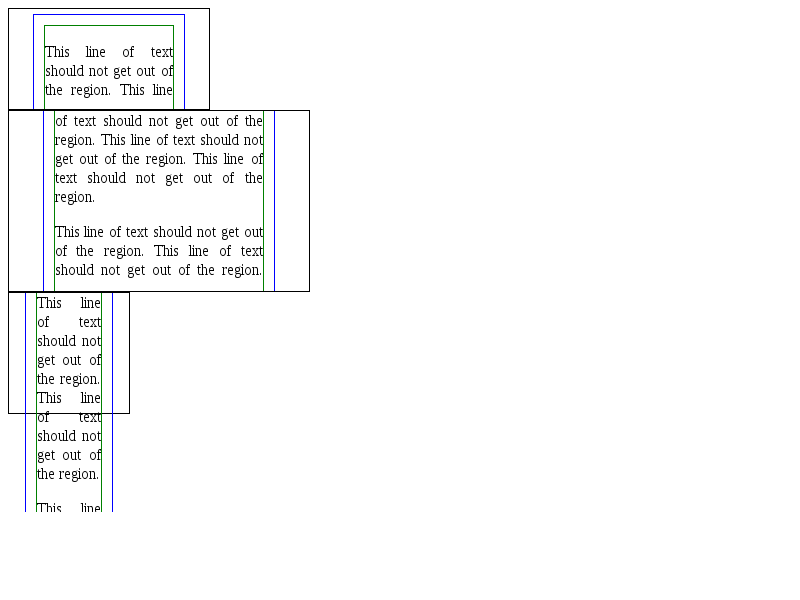 This line of text
should not get out of
the region. This line
of text should not get out of the
region. This line of text should not
get out of the region. This line of
text should not get out of the
region.
This line of text should not get out
of the region. This line of text
should not get out of the region.
This line
of text
should not
get out of
the region.
This line
of text
should not
get out of
the region.
This line